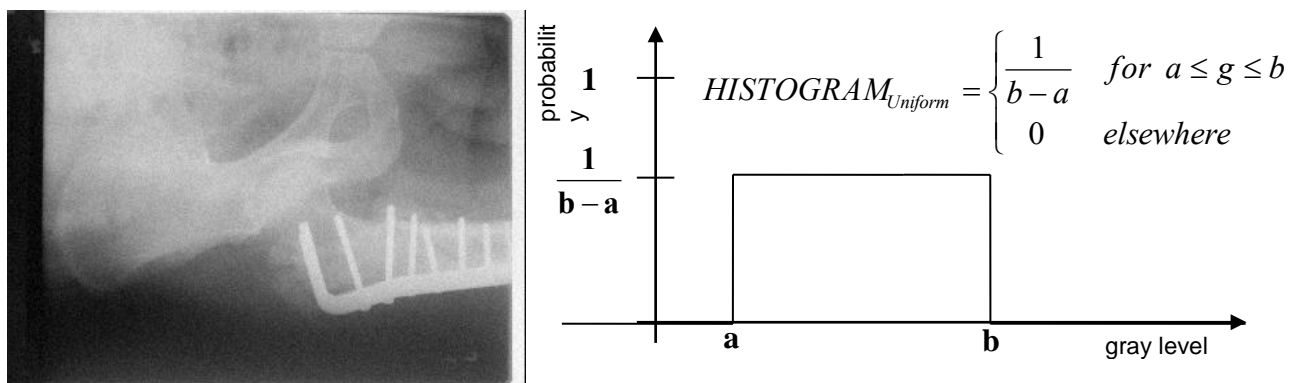 probabilit
y
1
1
b − a
HISTOGRAM_Uniform = { 1 / (b − a) for a ≤ g ≤ b
0 elsewhere
a
b
gray level